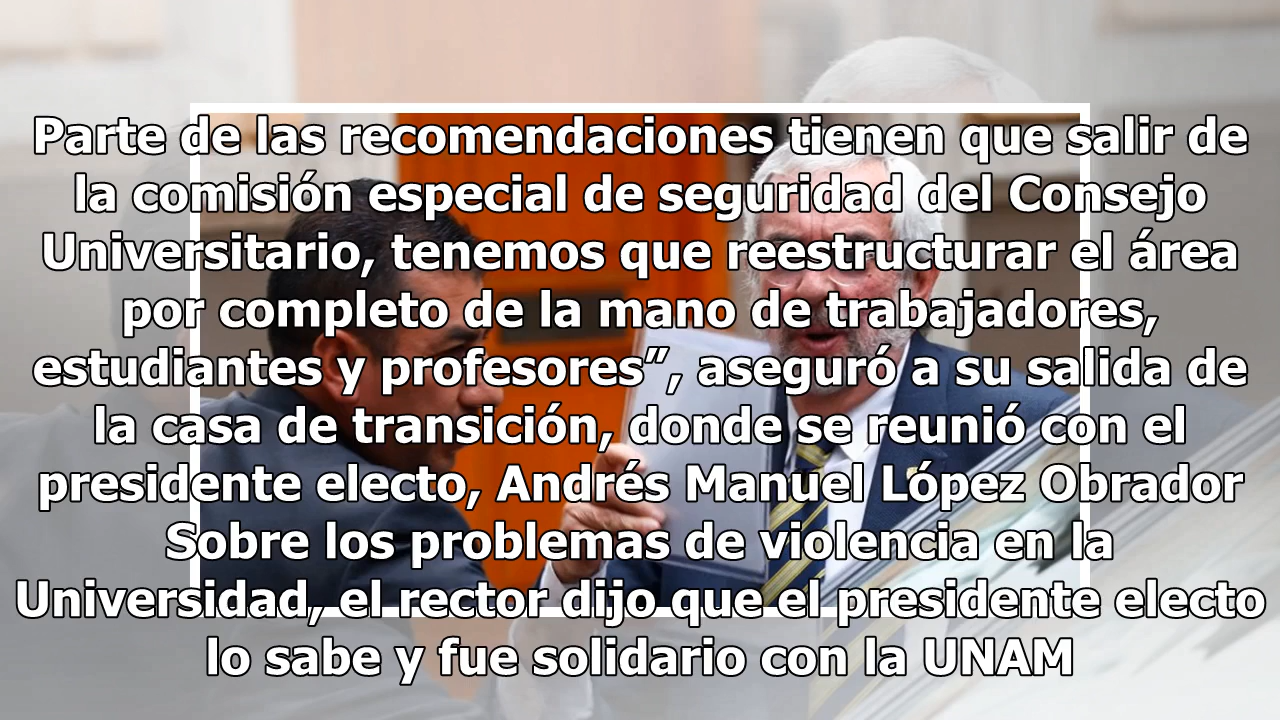 Parte de las recomendaciones tienen que salir de
la comisión especial de seguridad del Consejo
Universitario, tenemos que reestructurar el área
por completo de la mano de trabajadores,
estudiantes y profesores”, aseguró a su salida de
la casa de transición, donde se reunió con el
presidente electo, Andrés Manuel López Obrador
Sobre los problemas de violencia en la
Universidad, el rector dijo que el presidente electo
lo sabe y fue solidario con la UNAM